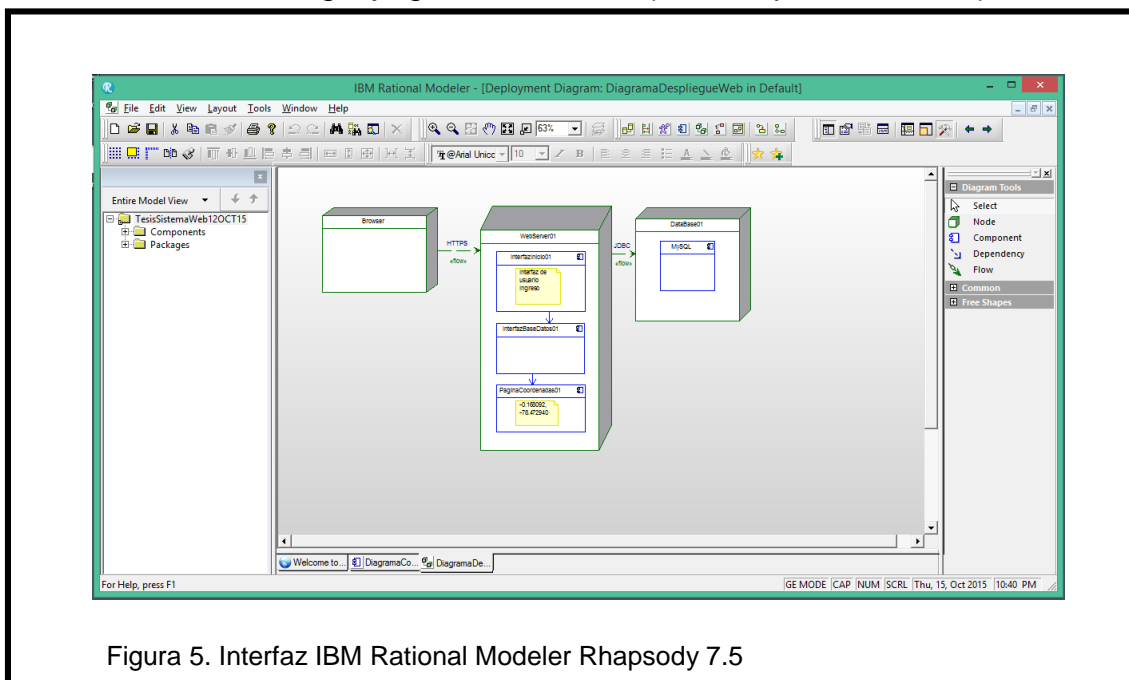 IBM Rational Modeler - [Deployment Diagram: DiagramaDespliegueWeb in Default]
File Edit View Layout Tools Window Help
63%
@Arial Unicc 10
Entire Model View
TesisSistemaWeb12OCT15
Components
Packages
Browser
HTTPS
«flow»
WebServer01
InterfazInicio01
Interfaz de
usuario
Ingreso
InterfazBaseDatos01
PaginaCoordenadas01
-0.168092,
-78.472940
JDBC
«flow»
DataBase01
MySQL
Diagram Tools
Select
Node
Component
Dependency
Flow
Common
Free Shapes
Welcome to... DiagramaCo... DiagramaDe...
For Help, press F1
GE MODE CAP NUM SCRL Thu, 15, Oct 2015 10:40 PM
Figura 5. Interfaz IBM Rational Modeler Rhapsody 7.5